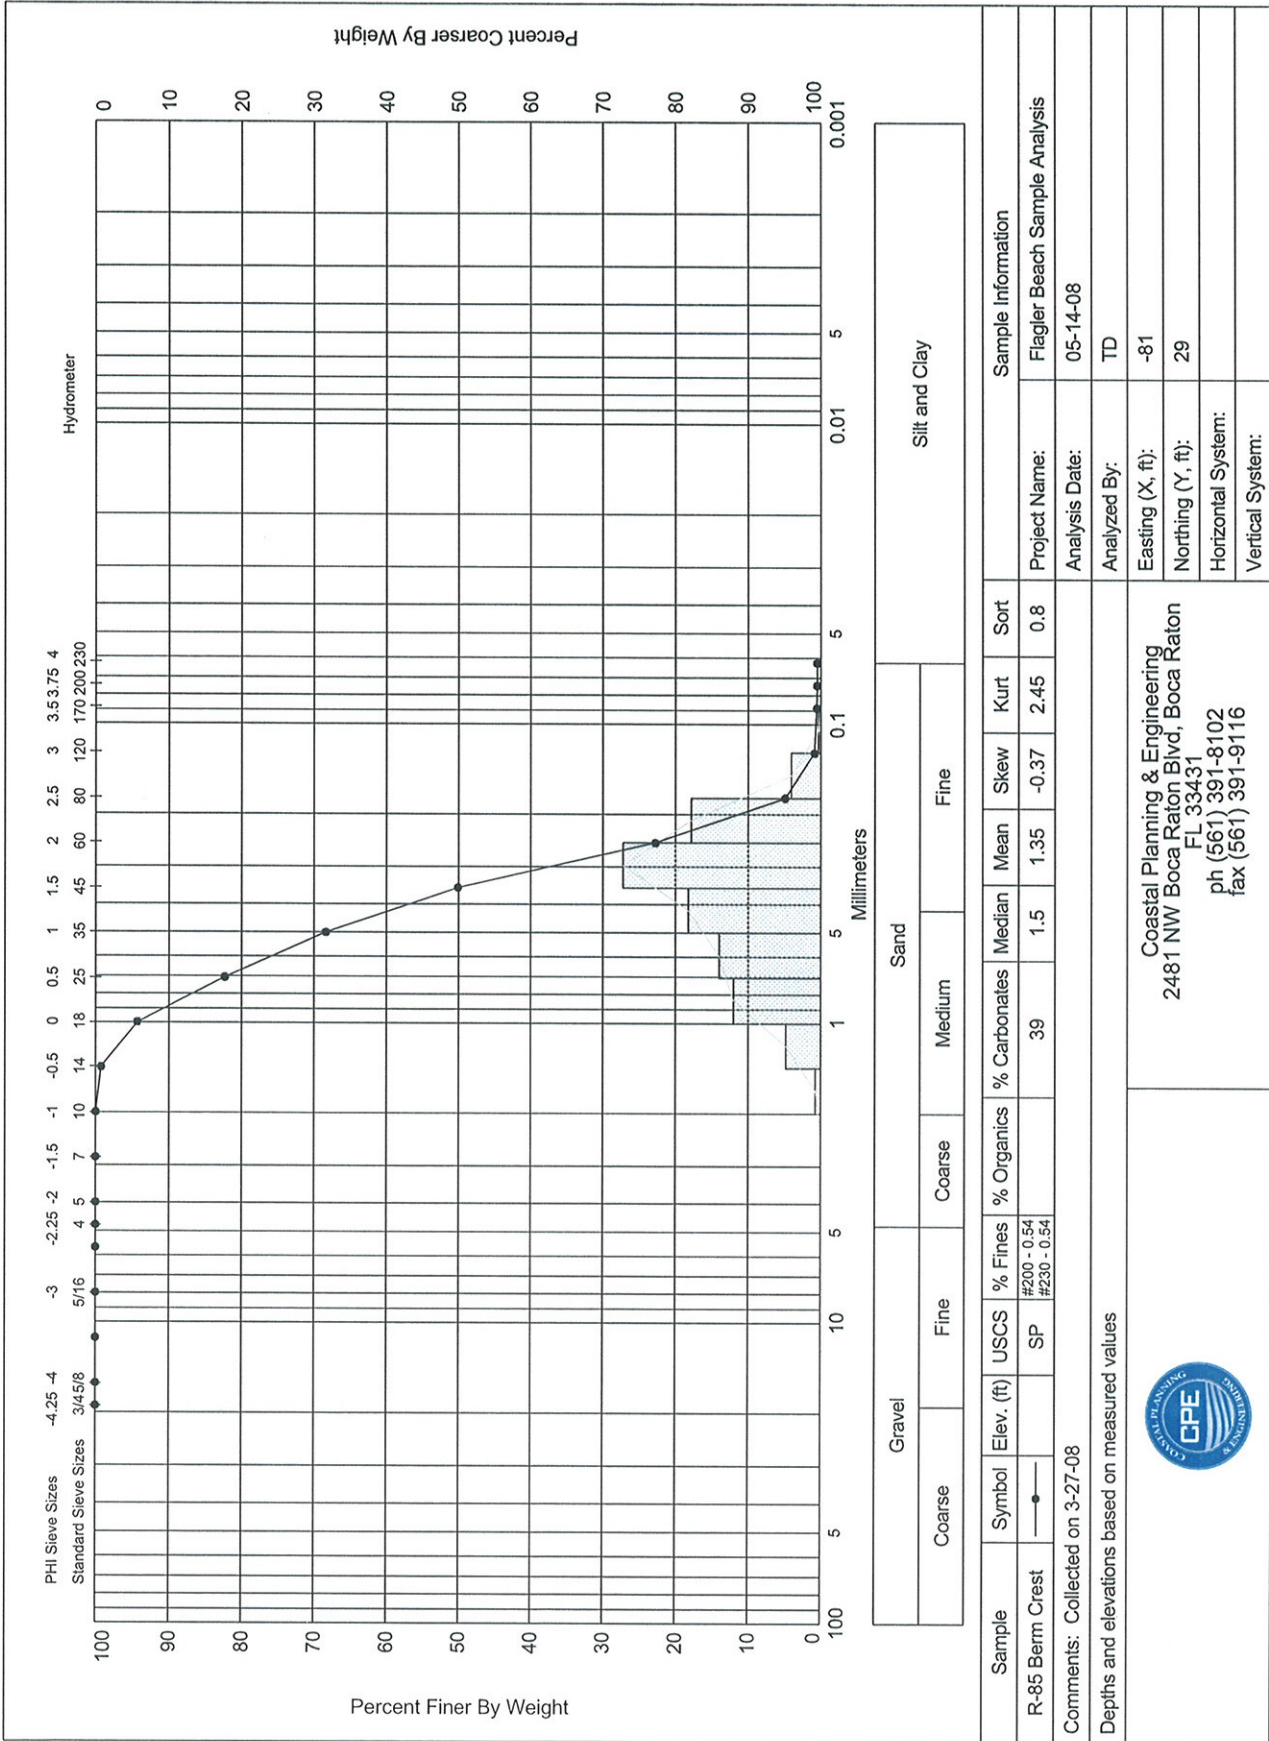 PHI Sieve Sizes -4.25 -4 -3 -2.25 -2 -1.5 -1 -0.5 0 0.5 1 1.5 2 2.5 3 3.5 3.75 4
Standard Sieve Sizes 3/4 5/8 5/16 4 5 7 10 14 18 25 35 45 60 80 120 170 200 230
Hydrometer
Percent Finer By Weight
100
90
80
70
60
50
40
30
20
10
0
Percent Coarser By Weight
0
10
20
30
40
50
60
70
80
90
100
100 5 10 5 1 5 0.1 5 0.01 5 0.001
Millimeters
Gravel Sand Silt and Clay
Coarse Fine Coarse Medium Fine
Sample Symbol Elev. (ft) USCS % Fines % Organics % Carbonates Median Mean Skew Kurt Sort Sample Information
R-85 Berm Crest SP #200 - 0.54 39 1.5 1.35 -0.37 2.45 0.8 Project Name: Flagler Beach Sample Analysis
#230 - 0.54
Comments: Collected on 3-27-08 Analysis Date: 05-14-08
Depths and elevations based on measured values Analyzed By: TD
COASTAL PLANNING
CPE
& ENGINEERING
Coastal Planning & Engineering
2481 NW Boca Raton Blvd, Boca Raton
FL 33431
ph (561) 391-8102
fax (561) 391-9116
Easting (X, ft): -81
Northing (Y, ft): 29
Horizontal System:
Vertical System: